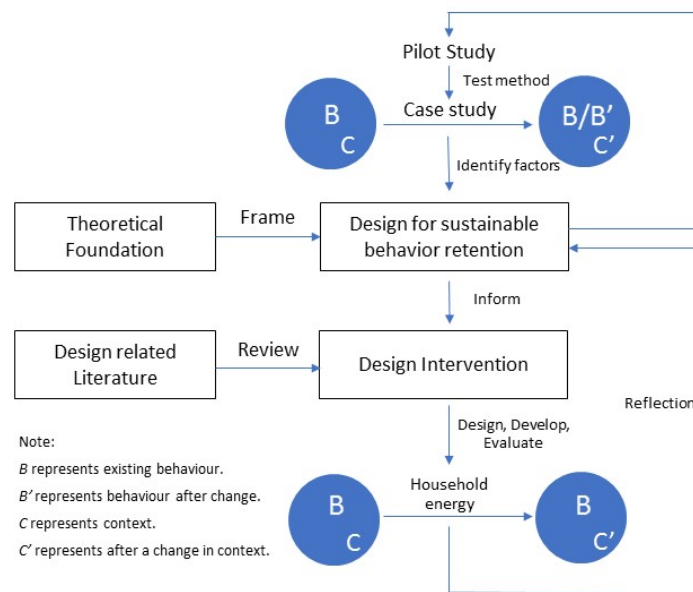 Pilot Study
Test method
B
C
Case study
B/B'
C'
Identify factors
Theoretical
Foundation
Frame
Design for sustainable
behavior retention
Inform
Design related
Literature
Review
Design Intervention
Reflection
Design, Develop,
Evaluate
Note:
B represents existing behaviour.
B' represents behaviour after change.
C represents context.
C' represents after a change in context.
B
C
Household
energy
B
C'